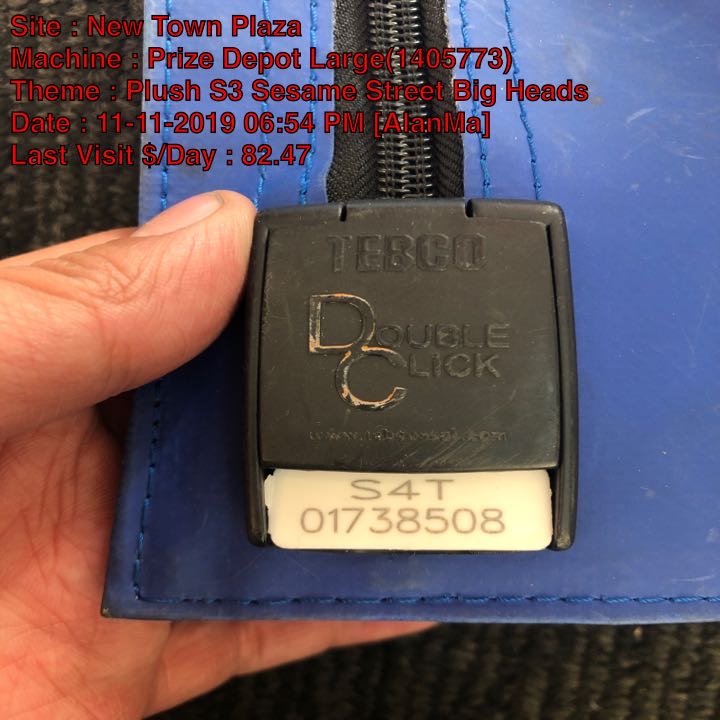 Site : New Town Plaza
Machine : Prize Depot Large(1405773)
Theme : Plush S3 Sesame Street Big Heads
Date : 11-11-2019 06:54 PM [AlanMa]
Last Visit $/Day : 82.47
TEBCO
DOUBLE
CLICK
S4T
01738508